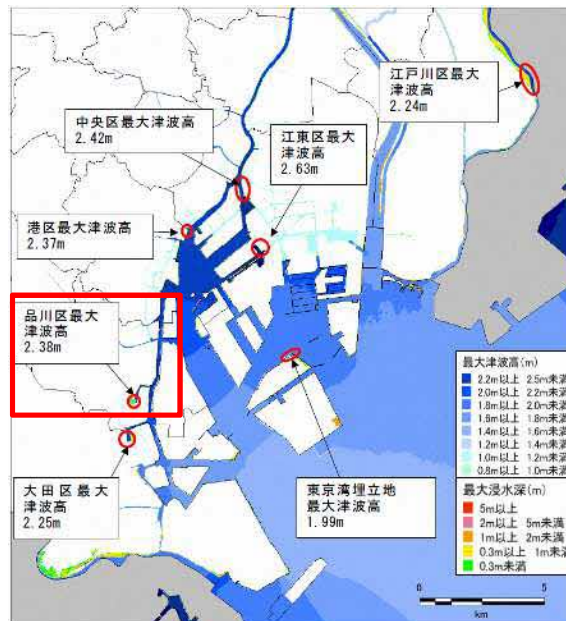 江戸川区最大
津波高
2.24m
中央区最大津波高
2.42m
江東区最大
津波高
2.63m
港区最大津波高
2.37m
品川区最大
津波高
2.38m
大田区最大
津波高
2.25m
東京湾埋立地
最大津波高
1.99m
最大津波高(m)
2.2m以上 2.5m未満
2.0m以上 2.2m未満
1.8m以上 2.0m未満
1.6m以上 1.8m未満
1.4m以上 1.6m未満
1.2m以上 1.4m未満
1.0m以上 1.2m未満
0.8m以上 1.0m未満
最大浸水深(m)
5m以上
2m以上 5m未満
1m以上 2m未満
0.3m以上 1m未満
0.3m未満
0 5
km